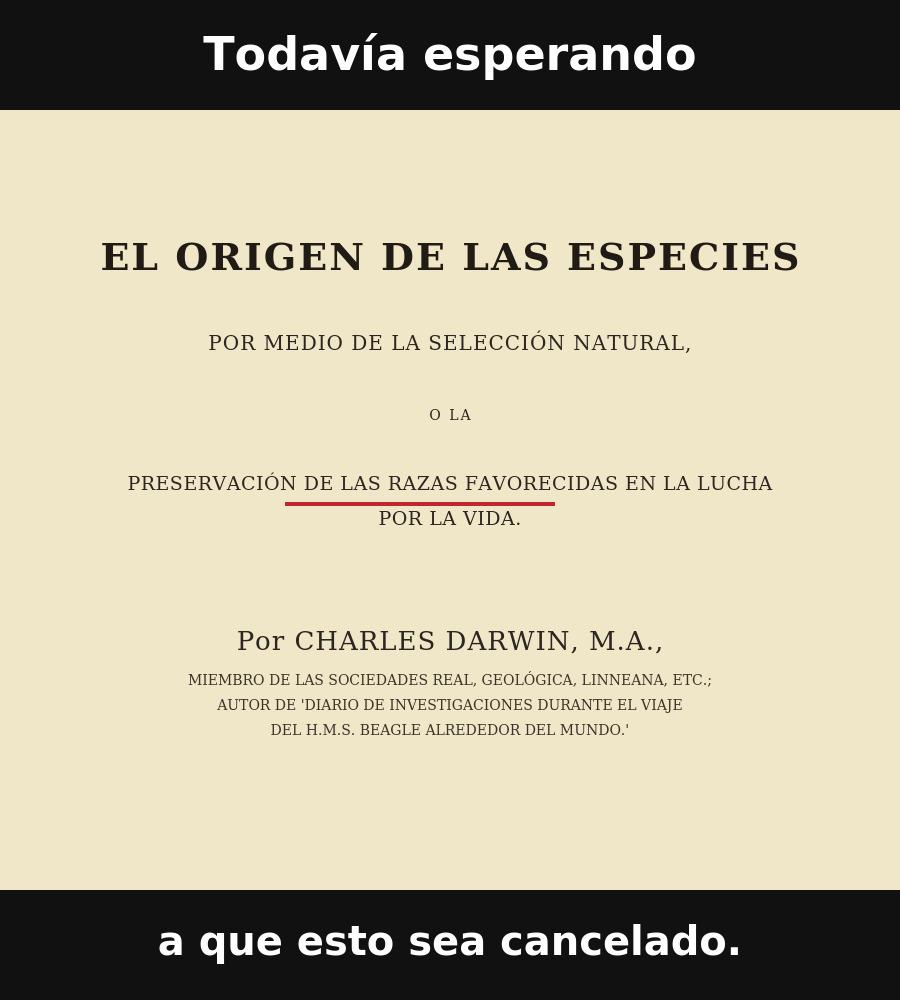 Todavía esperando
EL ORIGEN DE LAS ESPECIES
POR MEDIO DE LA SELECCIÓN NATURAL,
O LA
PRESERVACIÓN DE LAS RAZAS FAVORECIDAS EN LA LUCHA
POR LA VIDA.
Por CHARLES DARWIN, M.A.,
MIEMBRO DE LAS SOCIEDADES REAL, GEOLÓGICA, LINNEANA, ETC.;
AUTOR DE 'DIARIO DE INVESTIGACIONES DURANTE EL VIAJE
DEL H.M.S. BEAGLE ALREDEDOR DEL MUNDO.'
a que esto sea cancelado.